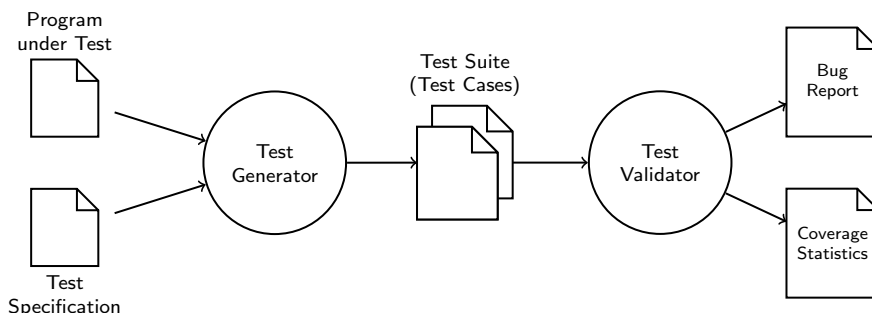 Program
under Test
Test
Specification
Test
Generator
Test Suite
(Test Cases)
Test
Validator
Bug
Report
Coverage
Statistics